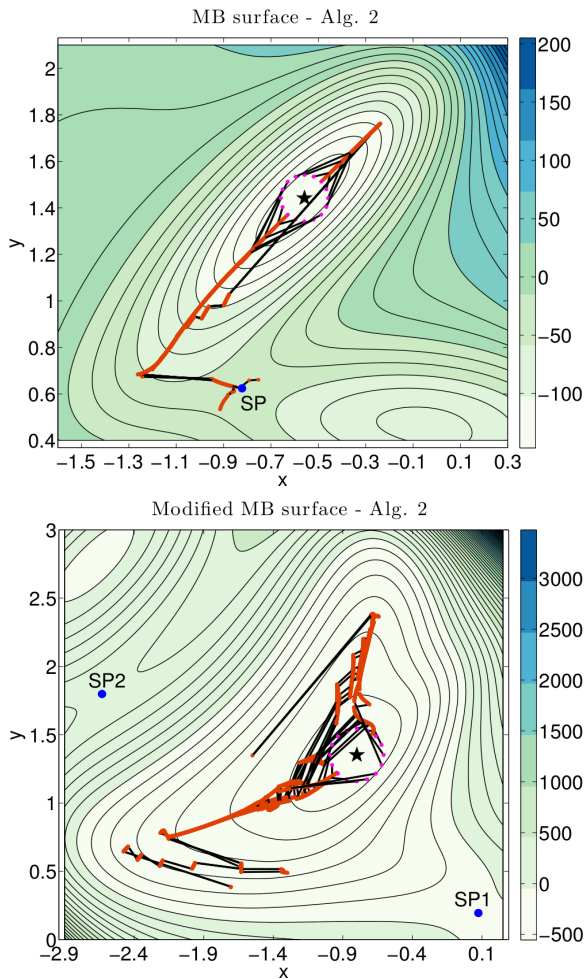 MB surface - Alg. 2
2
1.8
1.6
1.4
1.2
1
0.8
0.6
0.4
y
SP
−1.5 −1.3 −1.1 −0.9 −0.7 −0.5 −0.3 −0.1 0.1 0.3
x
200
150
100
50
0
−50
−100
Modified MB surface - Alg. 2
3
2.5
2
1.5
1
0.5
0
y
SP2
SP1
−2.9 −2.4 −1.9 −1.4 −0.9 −0.4 0.1
x
3000
2500
2000
1500
1000
500
0
−500